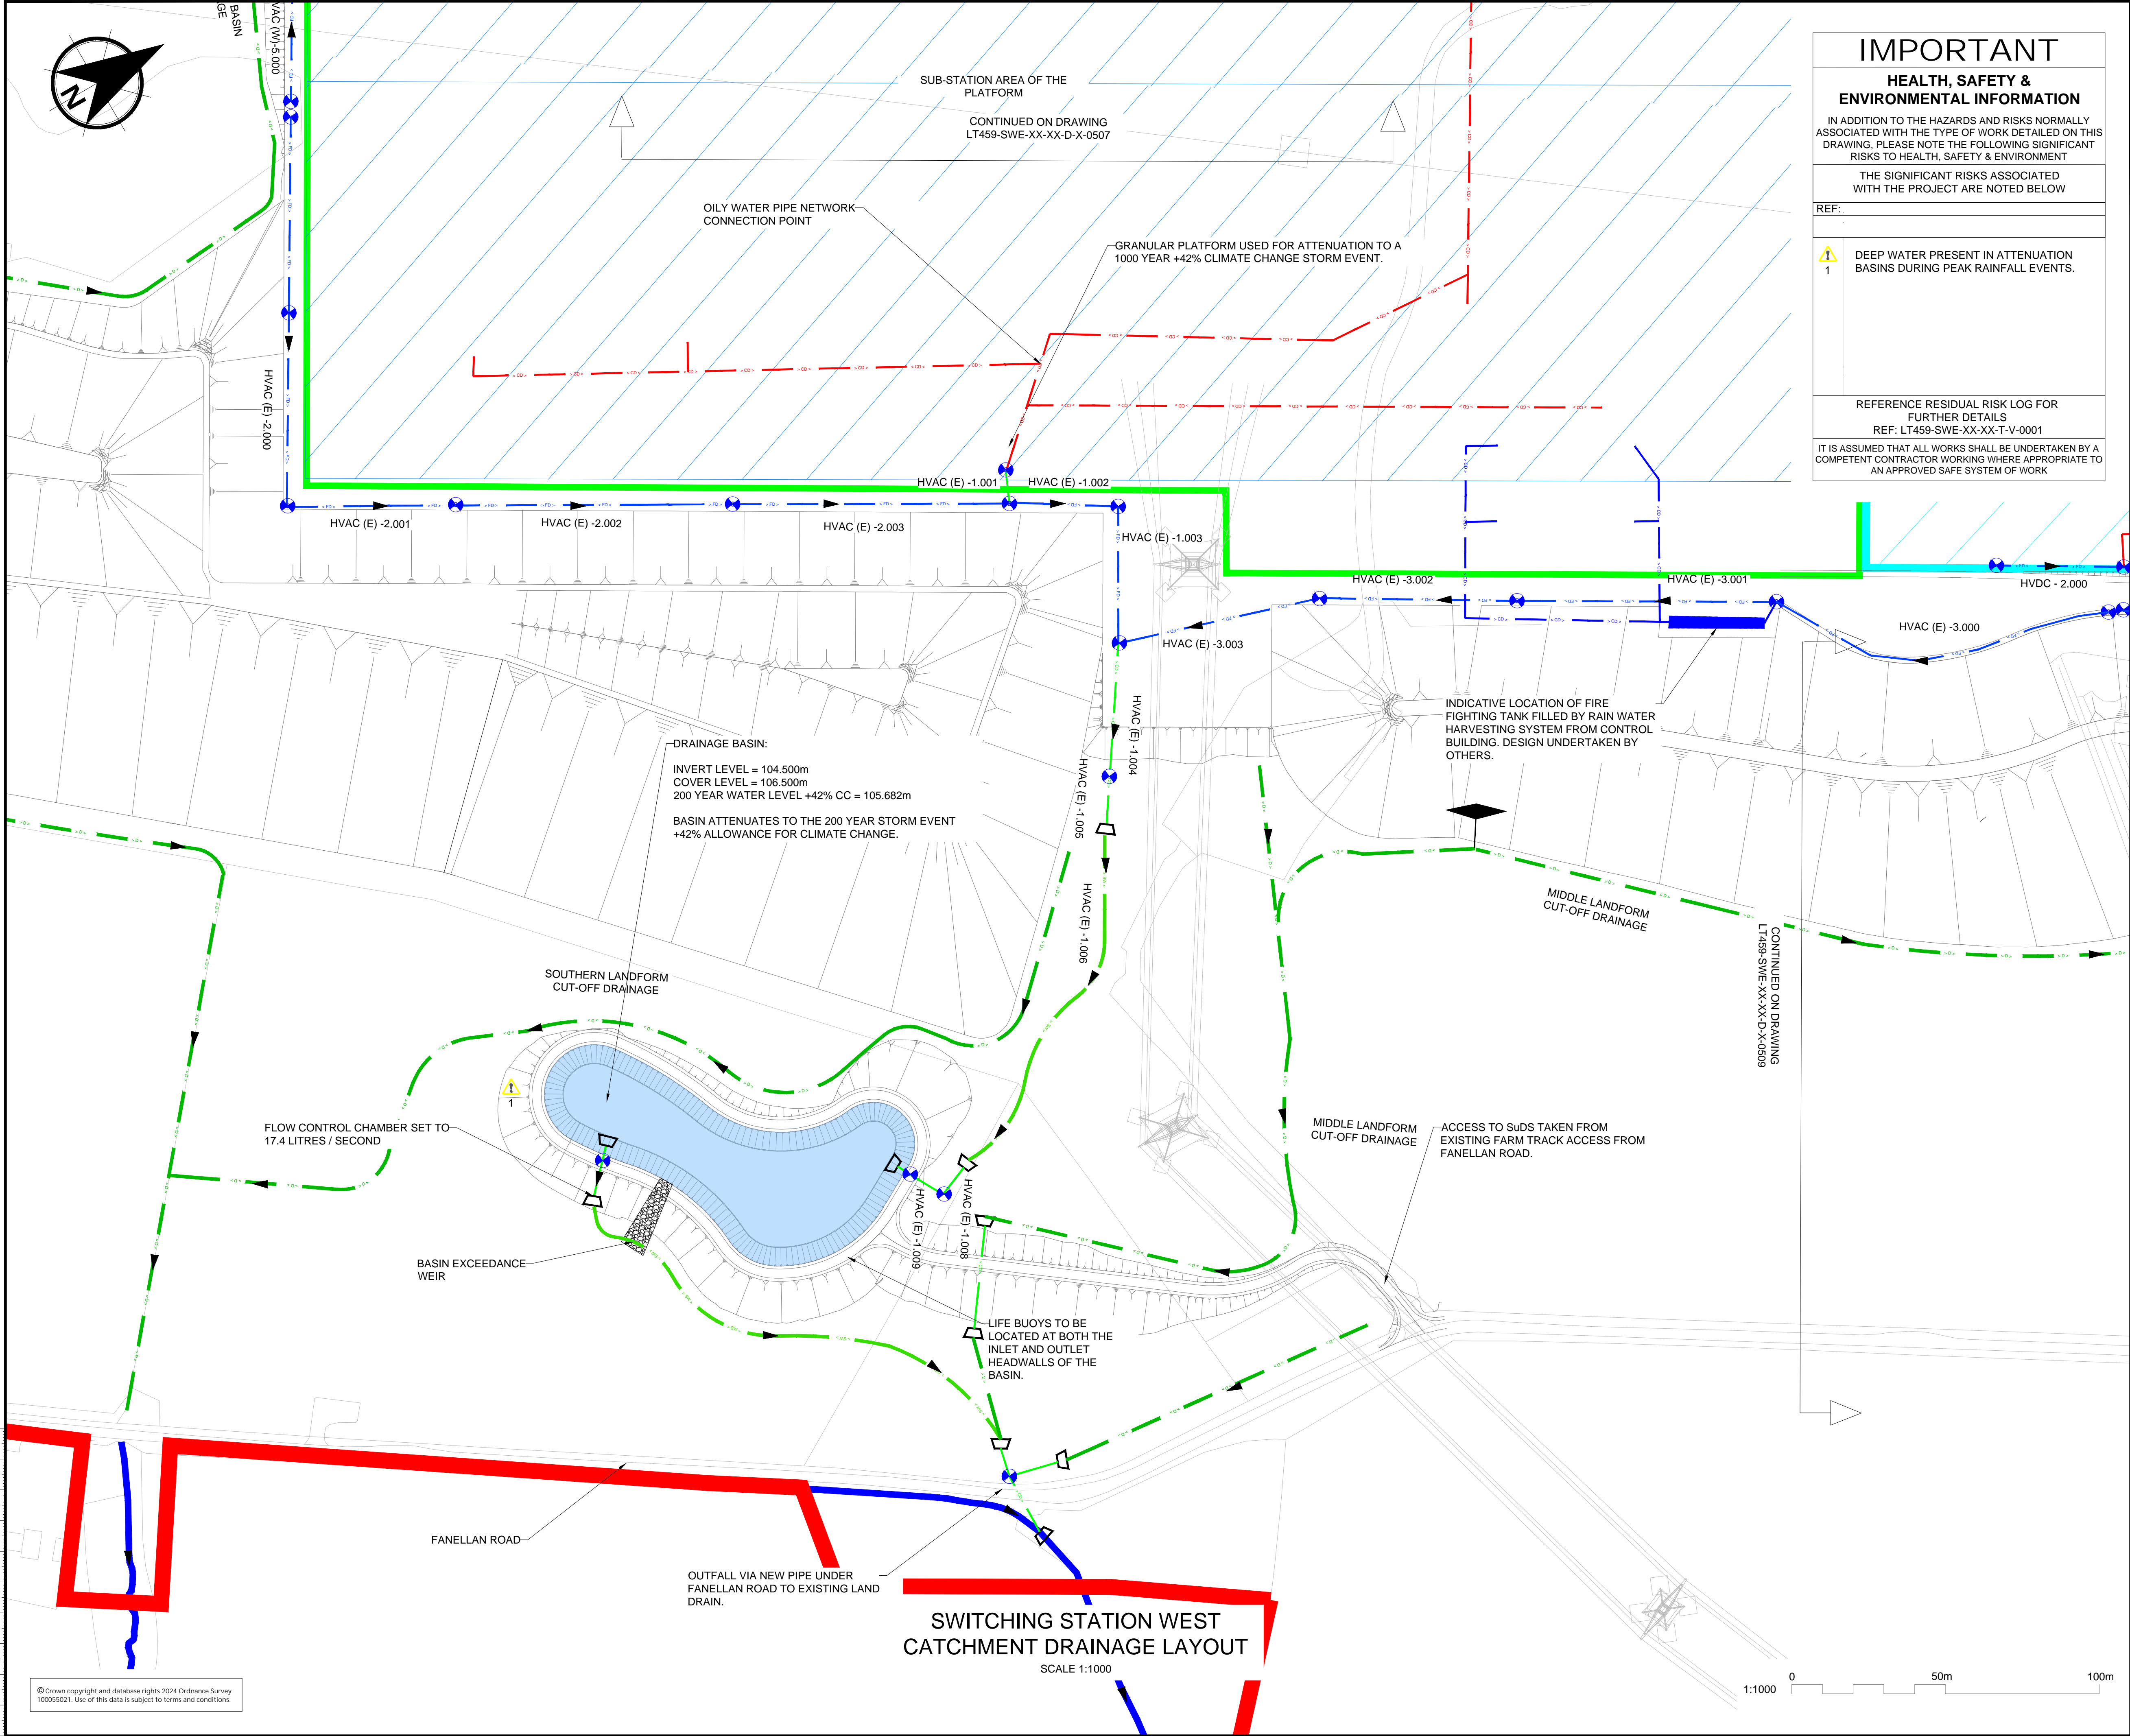 BASIN
GE
HVAC (W)-5.000
N
SUB-STATION AREA OF THE
PLATFORM
CONTINUED ON DRAWING
LT459-SWE-XX-XX-D-X-0507
IMPORTANT
HEALTH, SAFETY &
ENVIRONMENTAL INFORMATION
IN ADDITION TO THE HAZARDS AND RISKS NORMALLY
ASSOCIATED WITH THE TYPE OF WORK DETAILED ON THIS
DRAWING, PLEASE NOTE THE FOLLOWING SIGNIFICANT
RISKS TO HEALTH, SAFETY & ENVIRONMENT
THE SIGNIFICANT RISKS ASSOCIATED
WITH THE PROJECT ARE NOTED BELOW
REF:
1
DEEP WATER PRESENT IN ATTENUATION
BASINS DURING PEAK RAINFALL EVENTS.
REFERENCE RESIDUAL RISK LOG FOR
FURTHER DETAILS
REF: LT459-SWE-XX-XX-T-V-0001
IT IS ASSUMED THAT ALL WORKS SHALL BE UNDERTAKEN BY A
COMPETENT CONTRACTOR WORKING WHERE APPROPRIATE TO
AN APPROVED SAFE SYSTEM OF WORK
OILY WATER PIPE NETWORK
CONNECTION POINT
GRANULAR PLATFORM USED FOR ATTENUATION TO A
1000 YEAR +42% CLIMATE CHANGE STORM EVENT.
HVAC (E) -2.000
HVAC (E) -1.001
HVAC (E) -1.002
HVAC (E) -2.001
HVAC (E) -2.002
HVAC (E) -2.003
HVAC (E) -1.003
HVAC (E) -3.002
HVAC (E) -3.001
HVDC - 2.000
HVAC (E) -3.000
HVAC (E) -3.003
HVAC (E) -1.004
HVAC (E) -1.005
HVAC (E) -1.006
INDICATIVE LOCATION OF FIRE
FIGHTING TANK FILLED BY RAIN WATER
HARVESTING SYSTEM FROM CONTROL
BUILDING. DESIGN UNDERTAKEN BY
OTHERS.
DRAINAGE BASIN:
INVERT LEVEL = 104.500m
COVER LEVEL = 106.500m
200 YEAR WATER LEVEL +42% CC = 105.682m
BASIN ATTENUATES TO THE 200 YEAR STORM EVENT
+42% ALLOWANCE FOR CLIMATE CHANGE.
MIDDLE LANDFORM
CUT-OFF DRAINAGE
CONTINUED ON DRAWING
LT459-SWE-XX-XX-D-X-0509
SOUTHERN LANDFORM
CUT-OFF DRAINAGE
1
FLOW CONTROL CHAMBER SET TO
17.4 LITRES / SECOND
MIDDLE LANDFORM
CUT-OFF DRAINAGE
ACCESS TO SuDS TAKEN FROM
EXISTING FARM TRACK ACCESS FROM
FANELLAN ROAD.
HVAC (E) -1.009
HVAC (E) -1.008
BASIN EXCEEDANCE
WEIR
LIFE BUOYS TO BE
LOCATED AT BOTH THE
INLET AND OUTLET
HEADWALLS OF THE
BASIN.
FANELLAN ROAD
OUTFALL VIA NEW PIPE UNDER
FANELLAN ROAD TO EXISTING LAND
DRAIN.
SWITCHING STATION WEST
CATCHMENT DRAINAGE LAYOUT
SCALE 1:1000
© Crown copyright and database rights 2024 Ordnance Survey
100055021. Use of this data is subject to terms and conditions.
1:1000
0 50m 100m